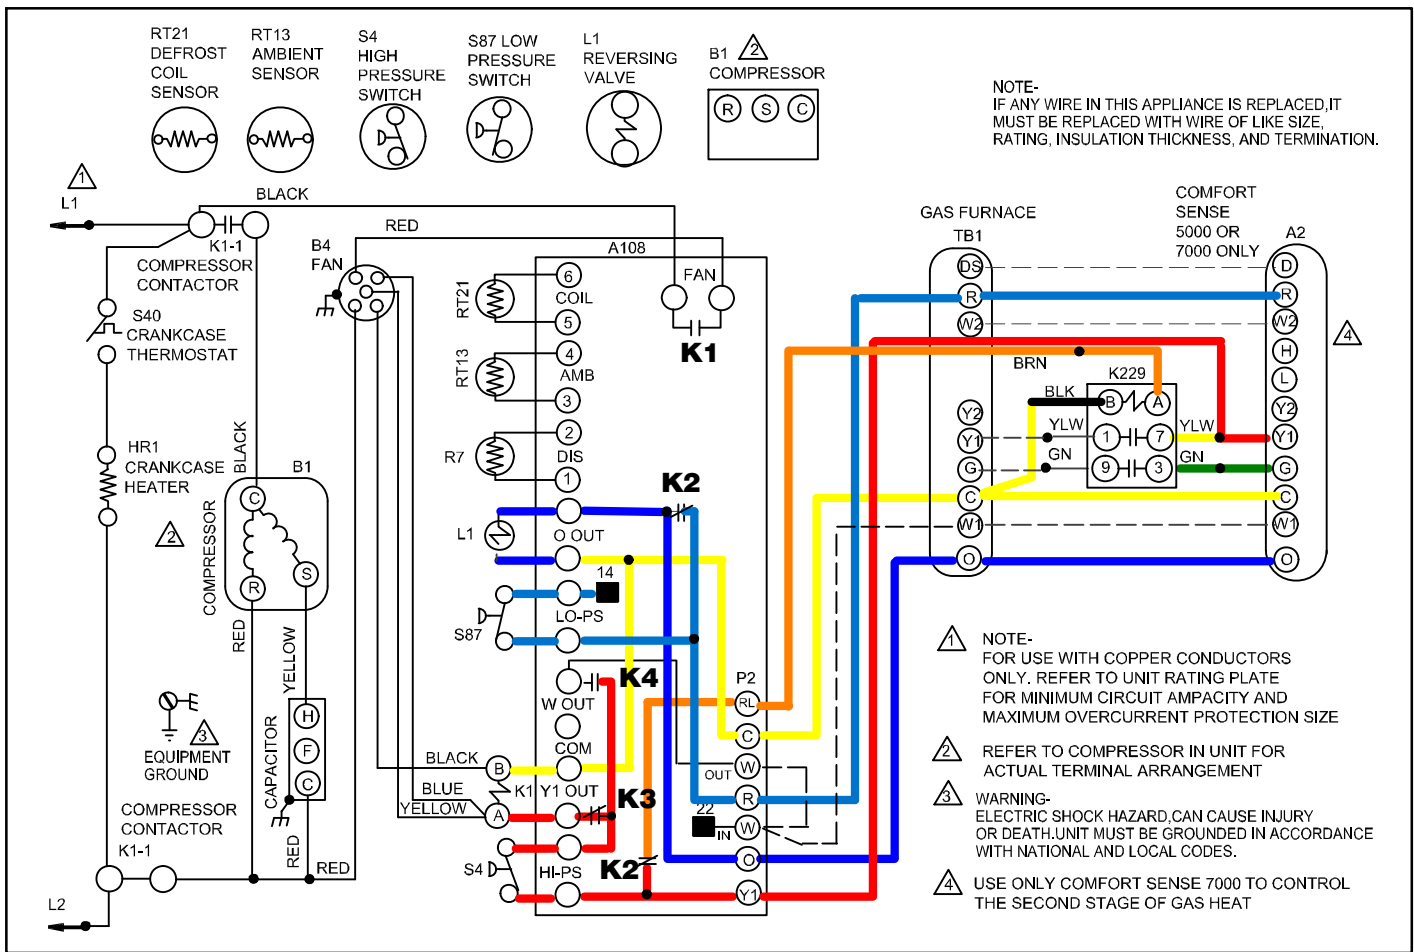 RT21
DEFROST
COIL
SENSOR
RT13
AMBIENT
SENSOR
S4
HIGH
PRESSURE
SWITCH
S87 LOW
PRESSURE
SWITCH
L1
REVERSING
VALVE
B1 2
COMPRESSOR
R S C
NOTE-
IF ANY WIRE IN THIS APPLIANCE IS REPLACED,IT
MUST BE REPLACED WITH WIRE OF LIKE SIZE,
RATING, INSULATION THICKNESS, AND TERMINATION.
1
L1
BLACK
K1-1
COMPRESSOR
CONTACTOR
S40
CRANKCASE
THERMOSTAT
HR1
CRANKCASE
HEATER
2
BLACK
B1
COMPRESSOR
C
R
S
RED
YELLOW
CAPACITOR
H
F
C
RED
RED
3
EQUIPMENT
GROUND
COMPRESSOR
CONTACTOR
K1-1
L2
B4
FAN
RED
BLACK
BLUE
YELLOW
A108
FAN
K1
RT21
6
COIL
5
RT13
4
AMB
3
R7
2
DIS
1
K2
L1
O OUT
14
LO-PS
S87
K4
W OUT
COM
B
K1
Y1 OUT
A
K3
S4
HI-PS
K2
P2
RL
C
W
OUT
R
22
W
IN
O
Y1
GAS FURNACE
TB1
DS
R
W2
Y2
Y1
G
C
W1
O
BRN
K229
BLK
B A
YLW
1 7
YLW
GN
9 3
GN
COMFORT
SENSE
5000 OR
7000 ONLY
A2
D
R
W2
H
L
Y2
Y1
G
C
W1
O
4
1 NOTE-
FOR USE WITH COPPER CONDUCTORS
ONLY. REFER TO UNIT RATING PLATE
FOR MINIMUM CIRCUIT AMPACITY AND
MAXIMUM OVERCURRENT PROTECTION SIZE
2 REFER TO COMPRESSOR IN UNIT FOR
ACTUAL TERMINAL ARRANGEMENT
3 WARNING-
ELECTRIC SHOCK HAZARD,CAN CAUSE INJURY
OR DEATH.UNIT MUST BE GROUNDED IN ACCORDANCE
WITH NATIONAL AND LOCAL CODES.
4 USE ONLY COMFORT SENSE 7000 TO CONTROL
THE SECOND STAGE OF GAS HEAT